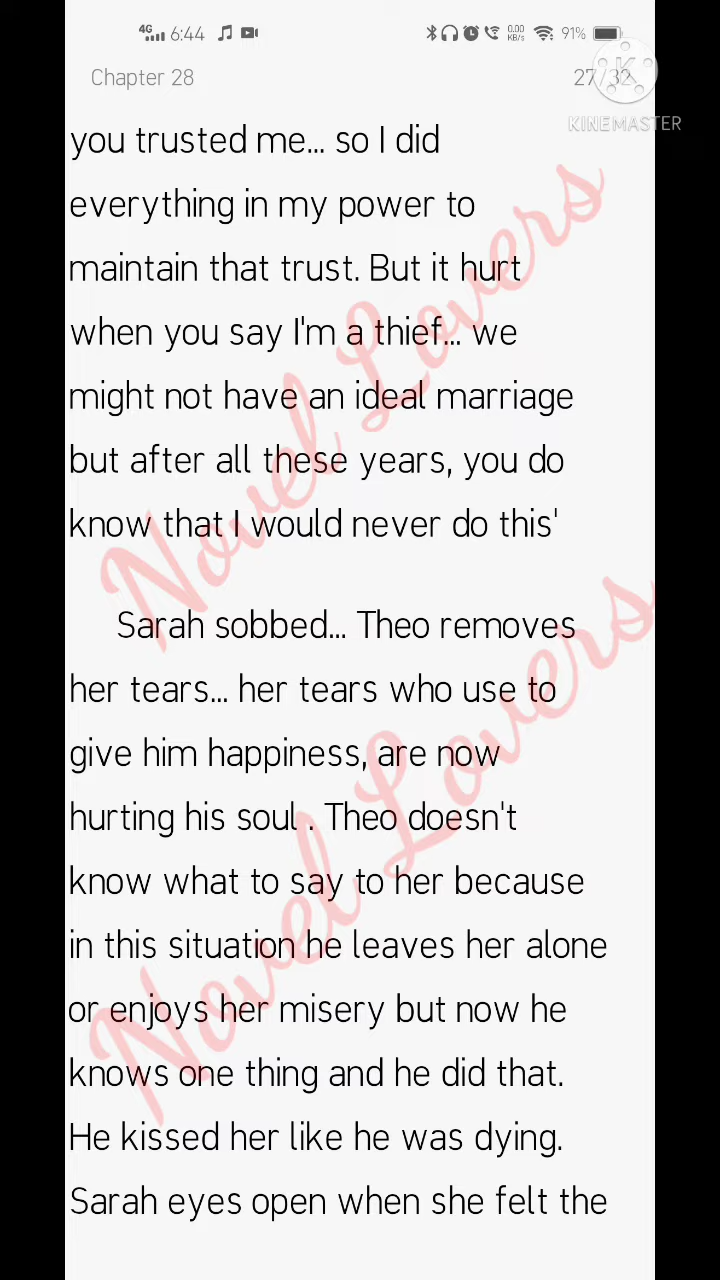 4G 6:44 0.00 KB/s 91%
Chapter 28 27/32
KINEMASTER
you trusted me... so I did
everything in my power to
maintain that trust. But it hurt
when you say I'm a thief... we
might not have an ideal marriage
but after all these years, you do
know that I would never do this'
Sarah sobbed... Theo removes
her tears... her tears who use to
give him happiness, are now
hurting his soul . Theo doesn't
know what to say to her because
in this situation he leaves her alone
or enjoys her misery but now he
knows one thing and he did that.
He kissed her like he was dying.
Sarah eyes open when she felt the
Novel Lovers
Novel Lovers